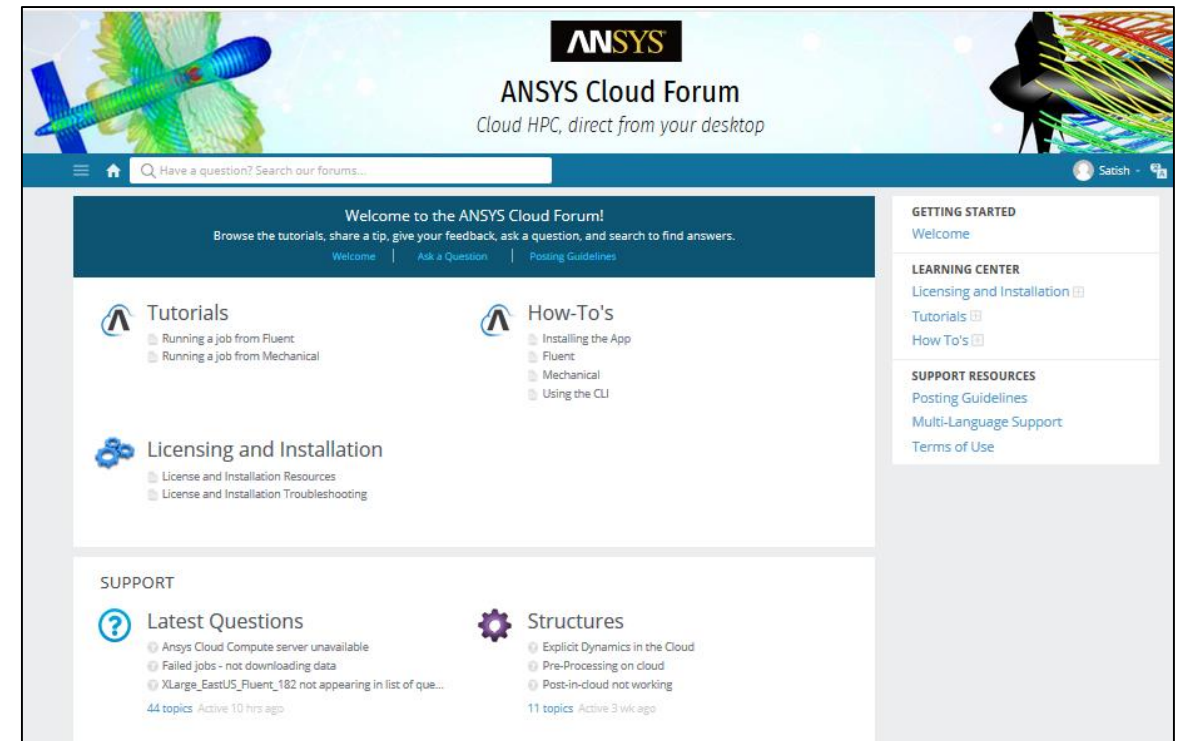 ANSYS
ANSYS Cloud Forum
Cloud HPC, direct from your desktop
Have a question? Search our forums...
Satish
Welcome to the ANSYS Cloud Forum!
Browse the tutorials, share a tip, give your feedback, ask a question, and search to find answers.
Welcome | Ask a Question | Posting Guidelines
Tutorials
Running a job from Fluent
Running a job from Mechanical
How-To's
Installing the App
Fluent
Mechanical
Using the CLI
Licensing and Installation
License and Installation Resources
License and Installation Troubleshooting
SUPPORT
Latest Questions
Ansys Cloud Compute server unavailable
Failed jobs - not downloading data
XLarge_EastUS_Fluent_182 not appearing in list of que...
44 topics Active 10 hrs ago
Structures
Explicit Dynamics in the Cloud
Pre-Processing on cloud
Post-in-cloud not working
11 topics Active 3 wk ago
GETTING STARTED
Welcome
LEARNING CENTER
Licensing and Installation
Tutorials
How To's
SUPPORT RESOURCES
Posting Guidelines
Multi-Language Support
Terms of Use